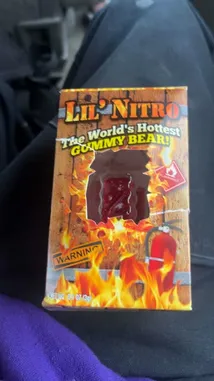 LIL' NITRO
The World's Hottest
GUMMY BEAR!
WARNING